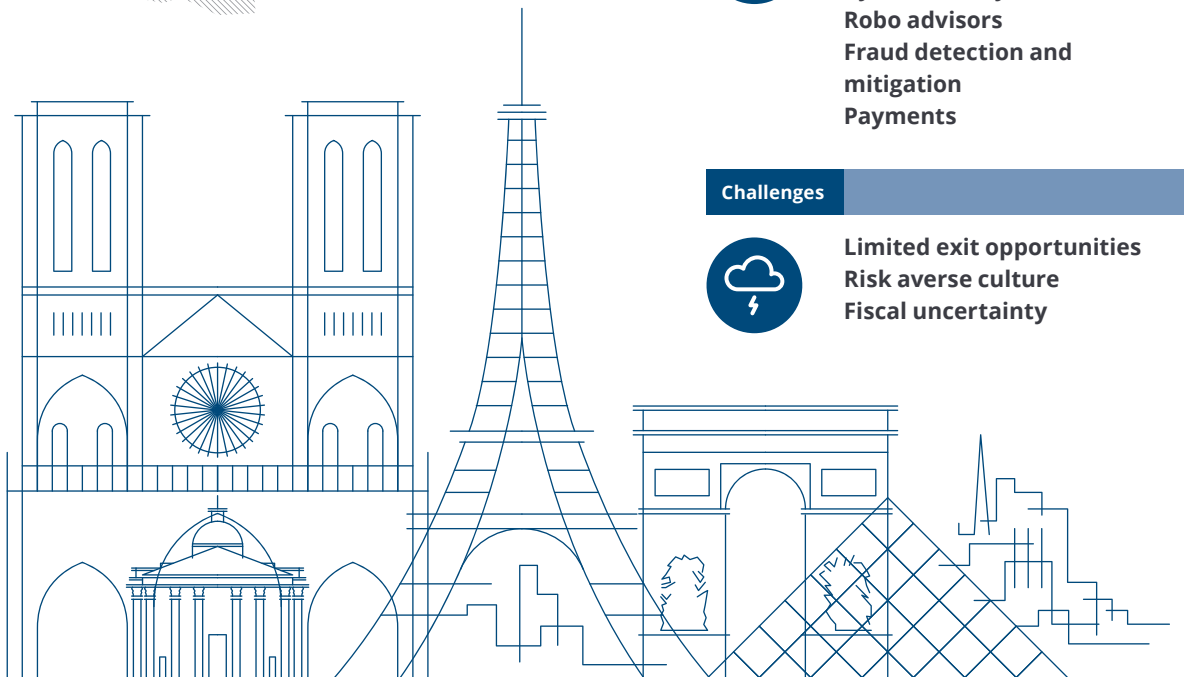 Robo advisors
Fraud detection and
mitigation
Payments
Challenges
Limited exit opportunities
Risk averse culture
Fiscal uncertainty